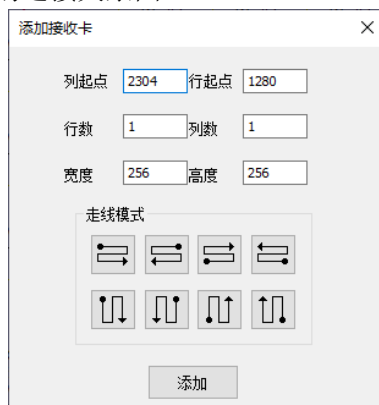 添加接收卡
列起点 2304 行起点 1280
行数 1 列数 1
宽度 256 高度 256
走线模式
添加